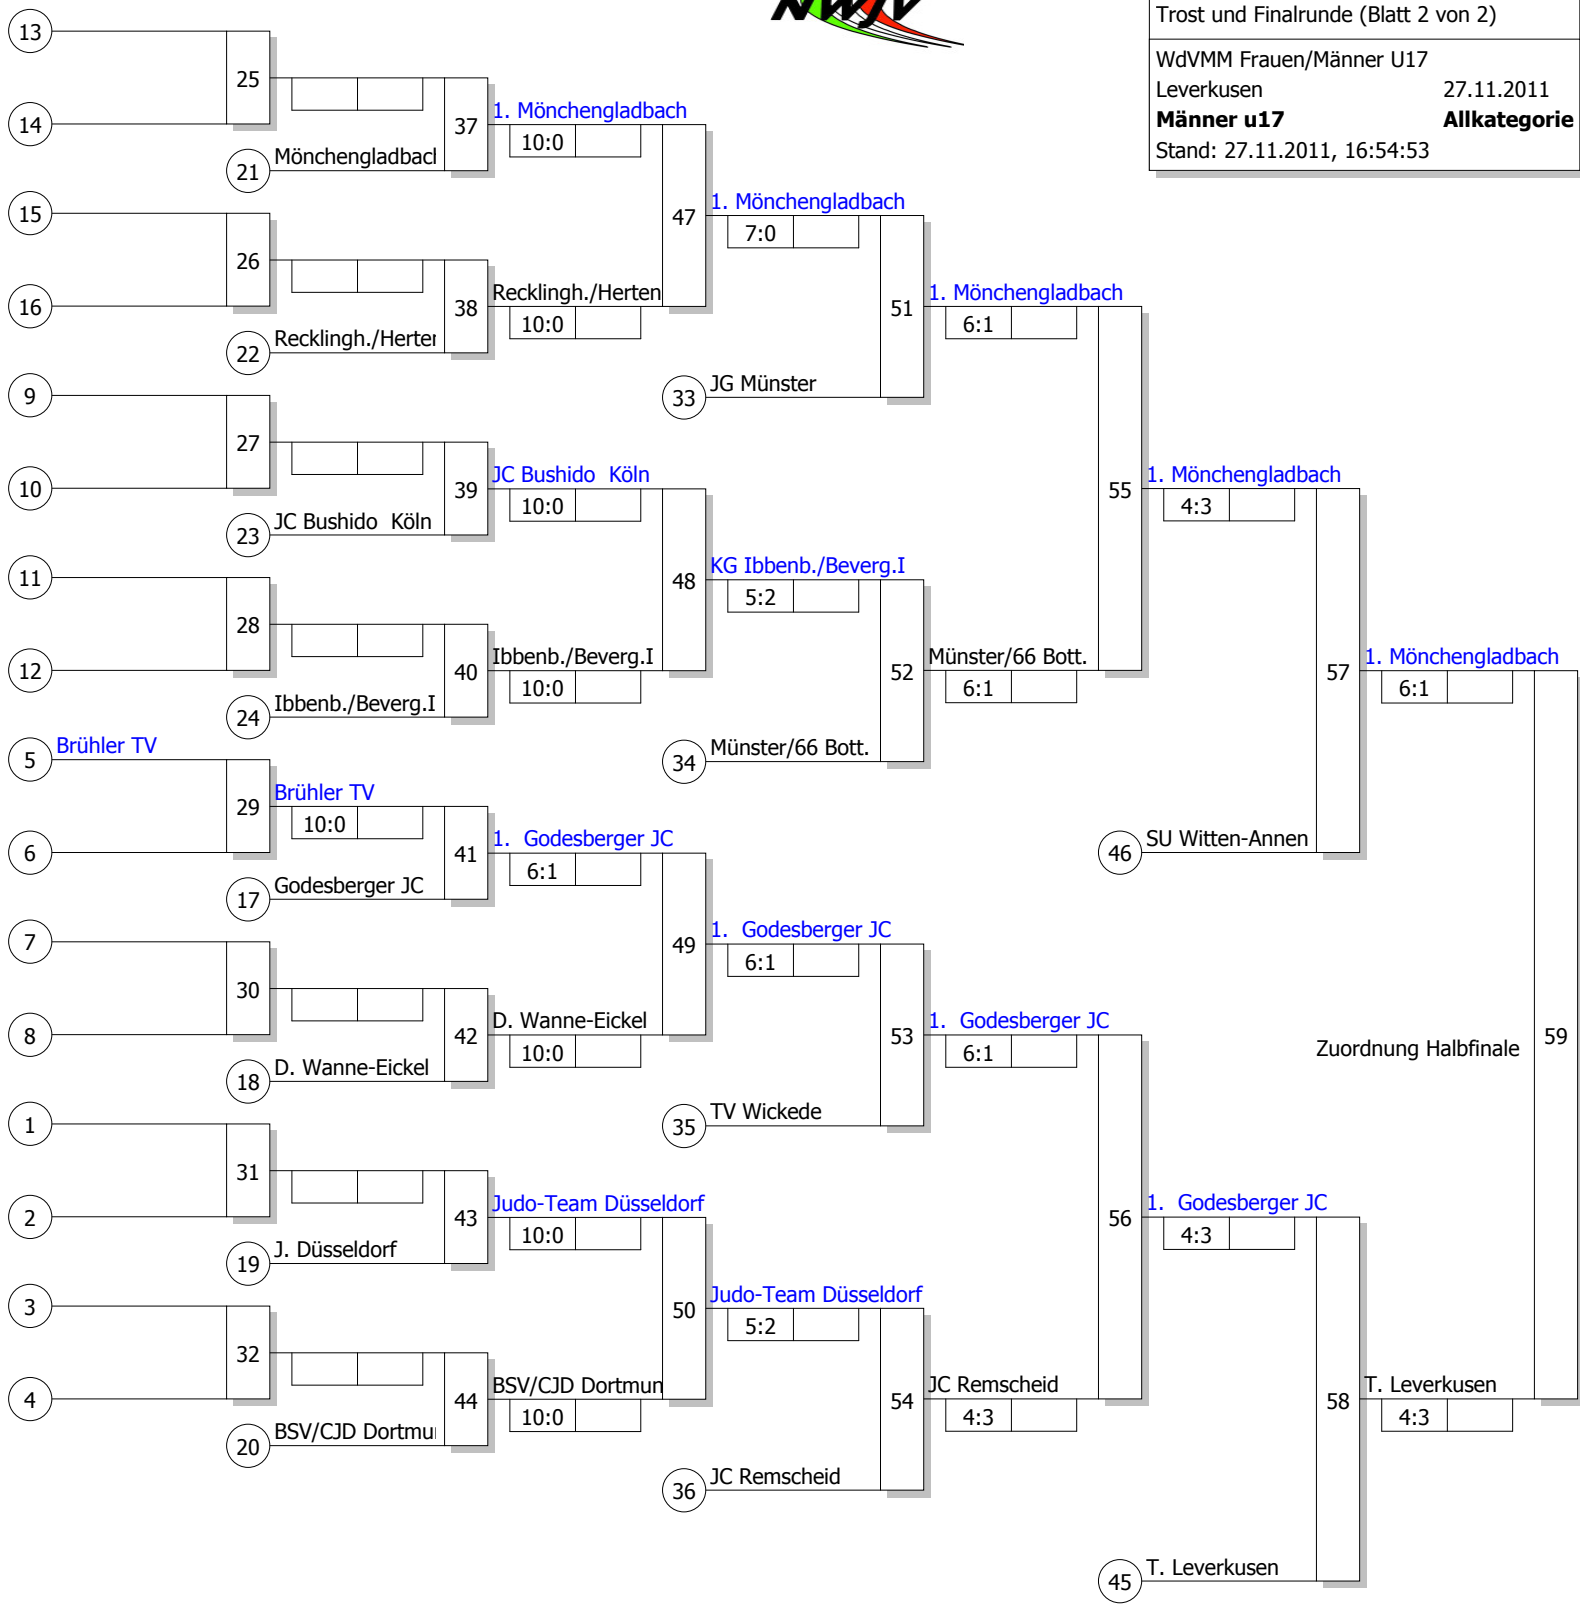 NWJV
Trost und Finalrunde (Blatt 2 von 2)
WdVMM Frauen/Männer U17
Leverkusen 27.11.2011
Männer u17 Allkategorie
Stand: 27.11.2011, 16:54:53
13
25
14
37
1. Mönchengladbach
10:0
21
Mönchengladbach
15
47
1. Mönchengladbach
7:0
26
16
38
Recklingh./Herten
10:0
22
Recklingh./Herten
51
1. Mönchengladbach
6:1
33
JG Münster
9
27
10
39
JC Bushido Köln
10:0
23
JC Bushido Köln
55
1. Mönchengladbach
4:3
11
48
KG Ibbenb./Beverg.I
5:2
28
12
40
Ibbenb./Beverg.I
10:0
24
Ibbenb./Beverg.I
52
Münster/66 Bott.
6:1
34
Münster/66 Bott.
57
1. Mönchengladbach
6:1
5
Brühler TV
29
Brühler TV
10:0
6
41
1. Godesberger JC
6:1
17
Godesberger JC
46
SU Witten-Annen
7
49
1. Godesberger JC
6:1
30
8
42
D. Wanne-Eickel
10:0
18
D. Wanne-Eickel
53
1. Godesberger JC
6:1
35
TV Wickede
Zuordnung Halbfinale
59
1
31
2
43
Judo-Team Düsseldorf
10:0
19
J. Düsseldorf
56
1. Godesberger JC
4:3
3
50
Judo-Team Düsseldorf
5:2
32
4
44
BSV/CJD Dortmun
10:0
20
BSV/CJD Dortmu
54
JC Remscheid
4:3
36
JC Remscheid
58
T. Leverkusen
4:3
45
T. Leverkusen